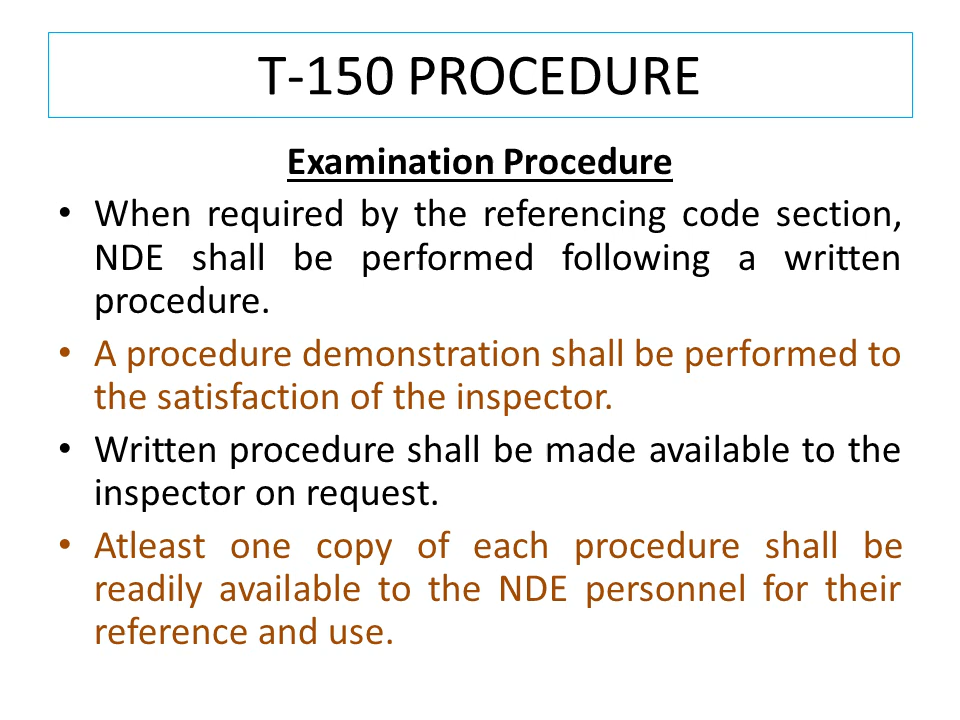 T-150 PROCEDURE
Examination Procedure
• When required by the referencing code section,
NDE shall be performed following a written
procedure.
• A procedure demonstration shall be performed to
the satisfaction of the inspector.
• Written procedure shall be made available to the
inspector on request.
• Atleast one copy of each procedure shall be
readily available to the NDE personnel for their
reference and use.